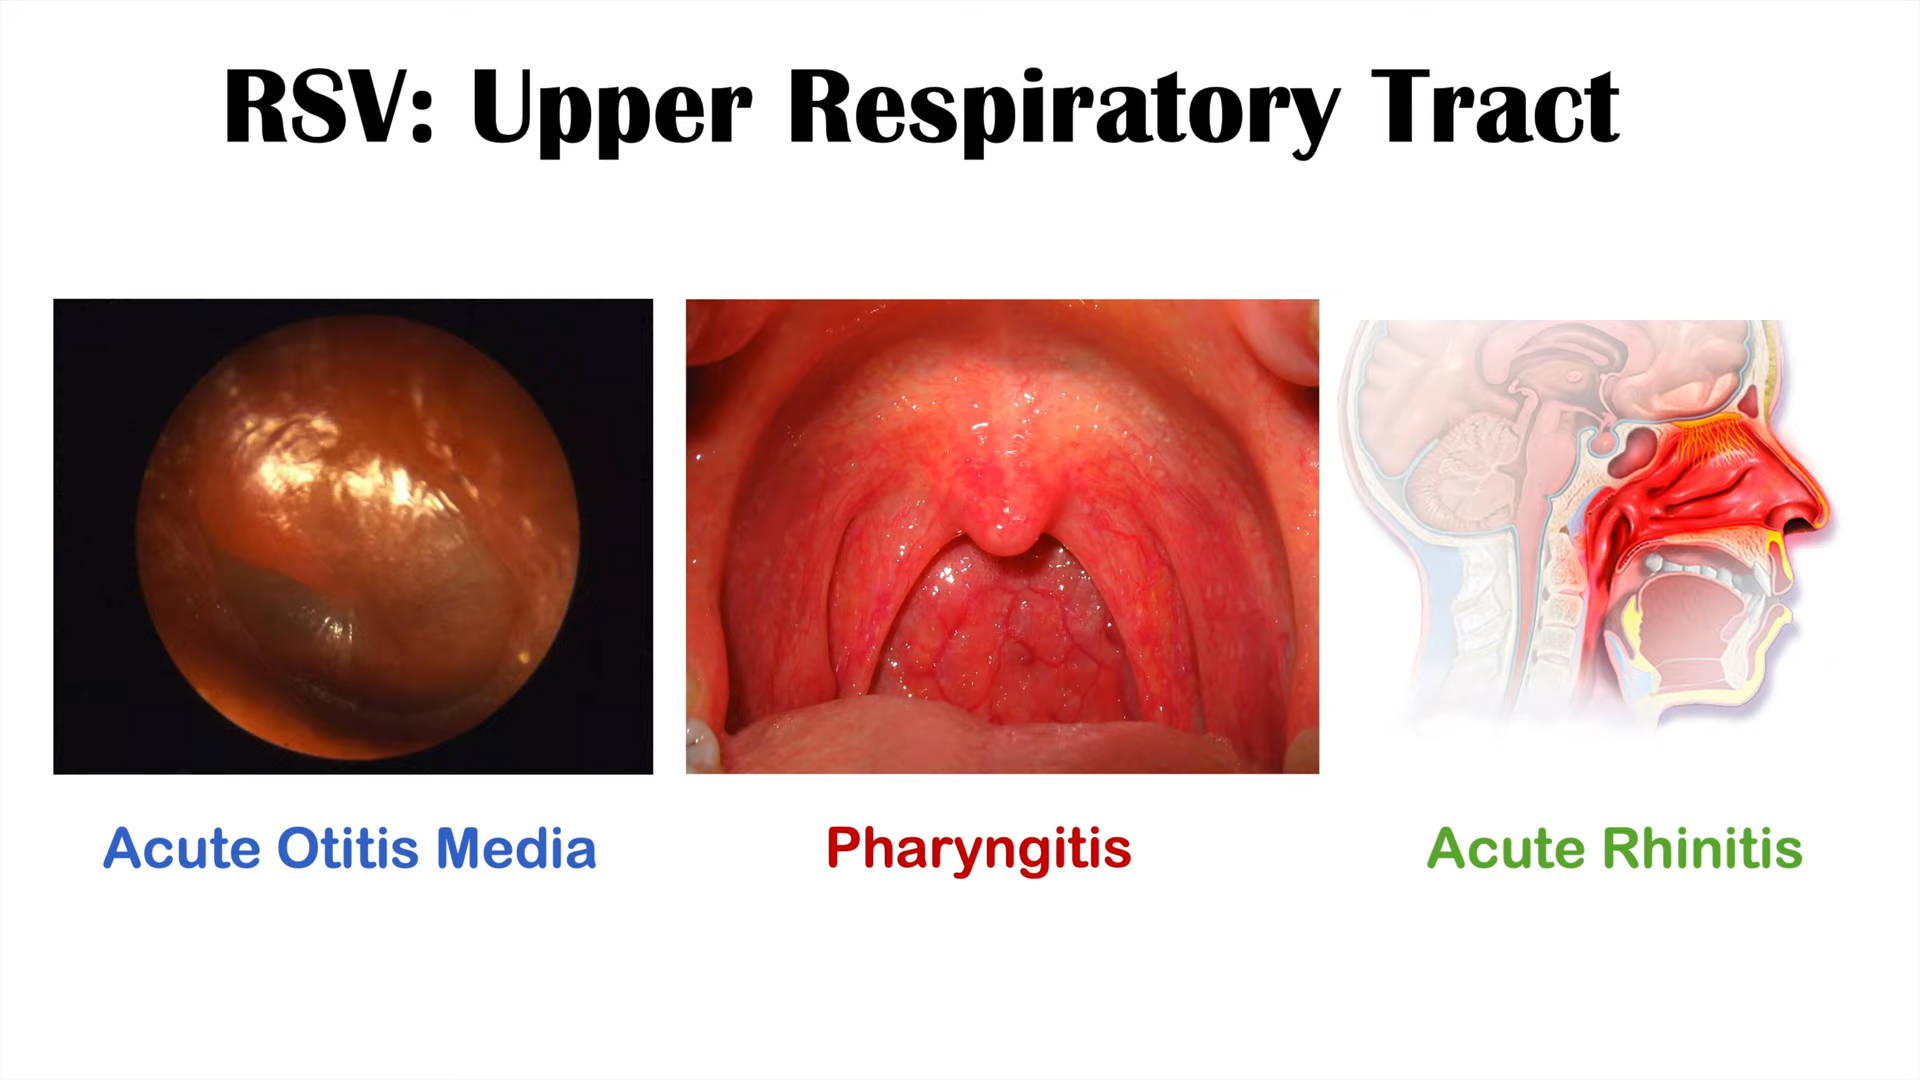 RSV: Upper Respiratory Tract
Acute Otitis Media
Pharyngitis
Acute Rhinitis